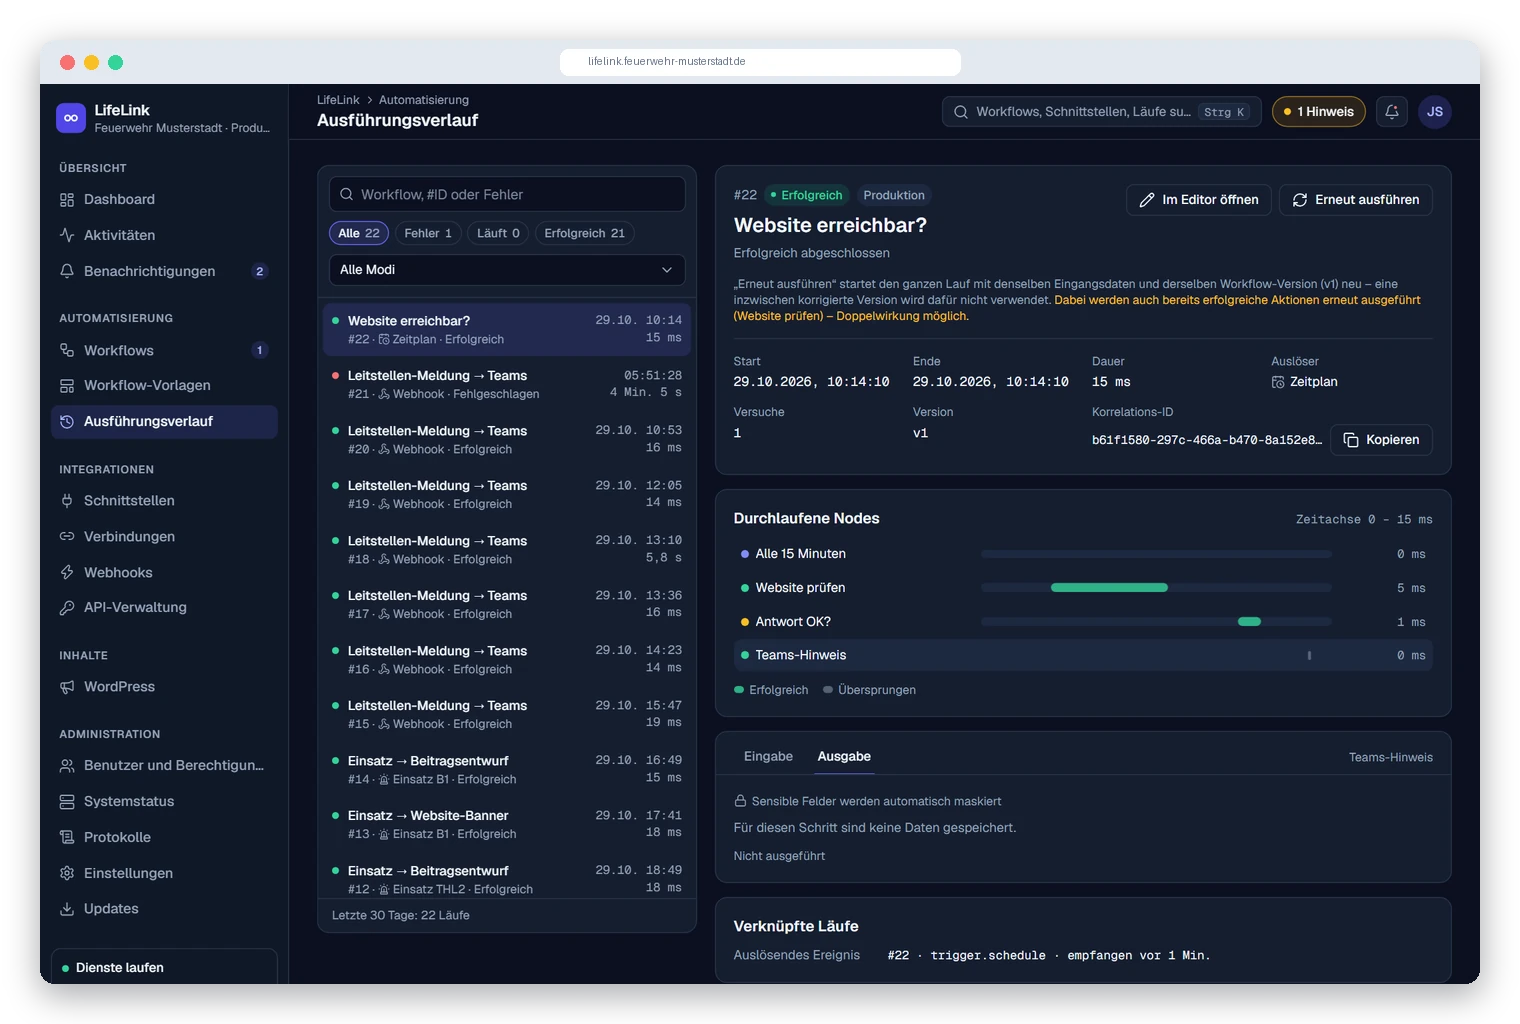 lifelink.feuerwehr-musterstadt.de
LifeLink
Feuerwehr Musterstadt · Produ…
ÜBERSICHT
Dashboard
Aktivitäten
Benachrichtigungen 2
AUTOMATISIERUNG
Workflows 1
Workflow-Vorlagen
Ausführungsverlauf
INTEGRATIONEN
Schnittstellen
Verbindungen
Webhooks
API-Verwaltung
INHALTE
WordPress
ADMINISTRATION
Benutzer und Berechtigun…
Systemstatus
Protokolle
Einstellungen
Updates
Dienste laufen
LifeLink > Automatisierung
Ausführungsverlauf
Workflows, Schnittstellen, Läufe su… Strg K
1 Hinweis
JS
Workflow, #ID oder Fehler
Alle 22 Fehler 1 Läuft 0 Erfolgreich 21
Alle Modi
Website erreichbar? 29.10. 10:14
#22 · Zeitplan · Erfolgreich 15 ms
Leitstellen-Meldung → Teams 05:51:28
#21 · Webhook · Fehlgeschlagen 4 Min. 5 s
Leitstellen-Meldung → Teams 29.10. 10:53
#20 · Webhook · Erfolgreich 16 ms
Leitstellen-Meldung → Teams 29.10. 12:05
#19 · Webhook · Erfolgreich 14 ms
Leitstellen-Meldung → Teams 29.10. 13:10
#18 · Webhook · Erfolgreich 5,8 s
Leitstellen-Meldung → Teams 29.10. 13:36
#17 · Webhook · Erfolgreich 16 ms
Leitstellen-Meldung → Teams 29.10. 14:23
#16 · Webhook · Erfolgreich 14 ms
Leitstellen-Meldung → Teams 29.10. 15:47
#15 · Webhook · Erfolgreich 19 ms
Einsatz → Beitragsentwurf 29.10. 16:49
#14 · Einsatz B1 · Erfolgreich 15 ms
Einsatz → Website-Banner 29.10. 17:41
#13 · Einsatz B1 · Erfolgreich 18 ms
Einsatz → Beitragsentwurf 29.10. 18:49
#12 · Einsatz THL2 · Erfolgreich 18 ms
Letzte 30 Tage: 22 Läufe
#22 Erfolgreich Produktion
Im Editor öffnen
Erneut ausführen
Website erreichbar?
Erfolgreich abgeschlossen
„Erneut ausführen“ startet den ganzen Lauf mit denselben Eingangsdaten und derselben Workflow-Version (v1) neu – eine
inzwischen korrigierte Version wird dafür nicht verwendet. Dabei werden auch bereits erfolgreiche Aktionen erneut ausgeführt
(Website prüfen) – Doppelwirkung möglich.
Start Ende Dauer Auslöser
29.10.2026, 10:14:10 29.10.2026, 10:14:10 15 ms Zeitplan
Versuche Version Korrelations-ID
1 v1 b61f1580-297c-466a-b470-8a152e8… Kopieren
Durchlaufene Nodes Zeitachse 0 – 15 ms
Alle 15 Minuten 0 ms
Website prüfen 5 ms
Antwort OK? 1 ms
Teams-Hinweis 0 ms
Erfolgreich Übersprungen
Eingabe Ausgabe Teams-Hinweis
Sensible Felder werden automatisch maskiert
Für diesen Schritt sind keine Daten gespeichert.
Nicht ausgeführt
Verknüpfte Läufe
Auslösendes Ereignis #22 · trigger.schedule · empfangen vor 1 Min.